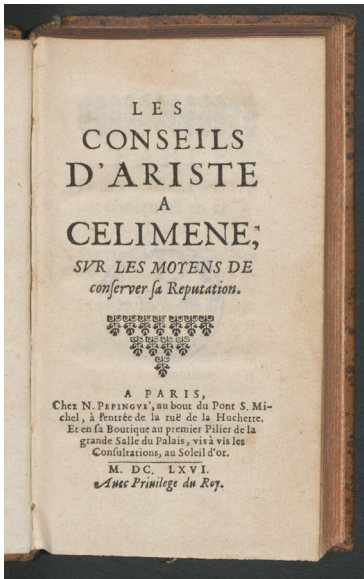 LES
CONSEILS
D'ARISTE
A
CELIMENE,
SVR LES MOYENS DE
conſerver ſa Reputation.
A PARIS,
Chez N. PEPINGVE', au bout du Pont S. Mi-
chel, à l'entrée de la ruë de la Huchette.
Et en ſa Boutique au premier Pilier de la
grande Salle du Palais, vis à vis les
Conſultations, au Soleil d'or.
M. DC. LXVI.
Auec Privilege du Roy.